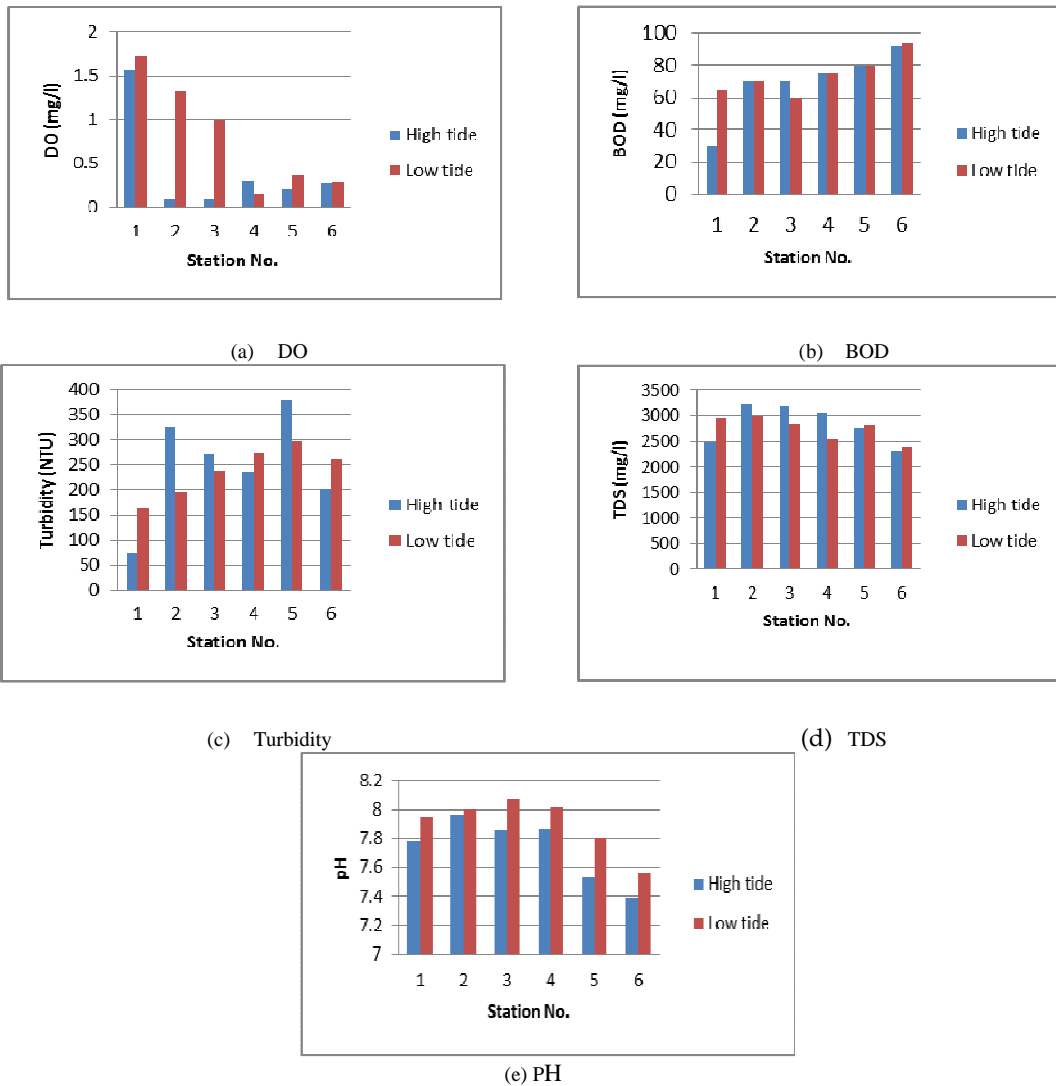 2
1.5
1
0.5
0
DO (mg/l)
1 2 3 4 5 6
Station No.
High tide
Low tide
(a) DO
100
80
60
40
20
0
BOD (mg/l)
1 2 3 4 5 6
Station No.
High tide
Low tide
(b) BOD
400
350
300
250
200
150
100
50
0
Turbidity (NTU)
1 2 3 4 5 6
Station No.
High tide
Low tide
(c) Turbidity
3500
3000
2500
2000
1500
1000
500
0
TDS (mg/l)
1 2 3 4 5 6
Station No.
High tide
Low tide
(d) TDS
8.2
8
7.8
7.6
7.4
7.2
7
pH
1 2 3 4 5 6
Station No.
High tide
Low tide
(e) PH